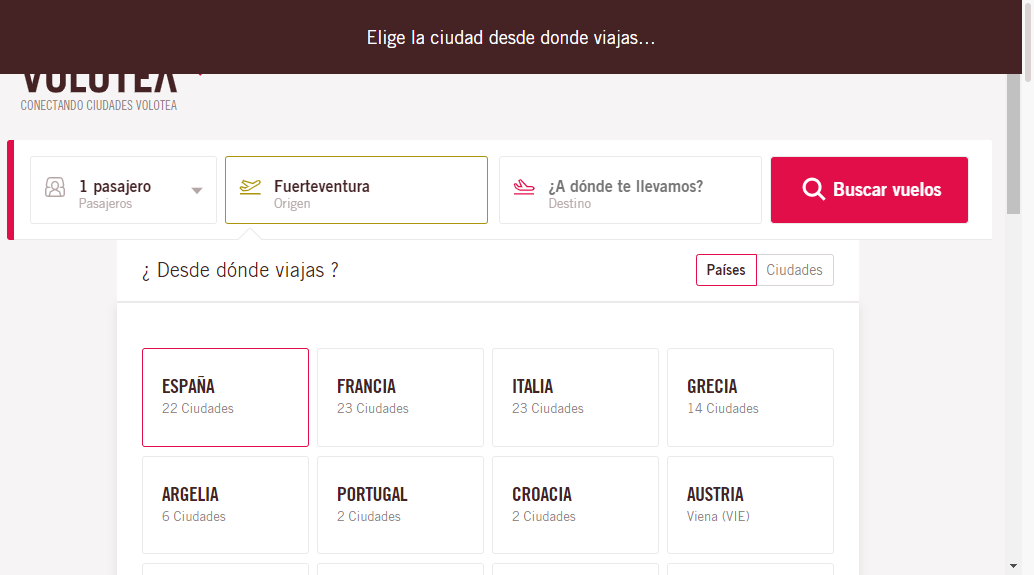 Elige la ciudad desde donde viajas...
VOLOTEA
CONECTANDO CIUDADES VOLOTEA
1 pasajero
Pasajeros
Fuerteventura
Origen
¿A dónde te llevamos?
Destino
Buscar vuelos
¿ Desde dónde viajas ?
Países
Ciudades
ESPAÑA
22 Ciudades
FRANCIA
23 Ciudades
ITALIA
23 Ciudades
GRECIA
14 Ciudades
ARGELIA
6 Ciudades
PORTUGAL
2 Ciudades
CROACIA
2 Ciudades
AUSTRIA
Viena (VIE)